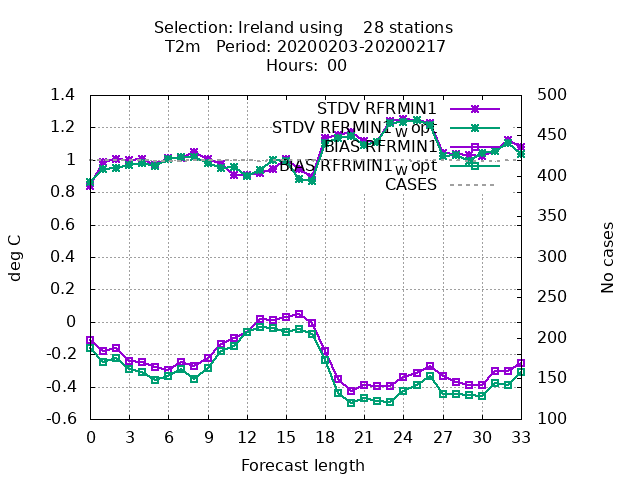 Selection: Ireland using 28 stations
T2m Period: 20200203-20200217
Hours: 00
1.4
1.2
1
0.8
0.6
0.4
0.2
0
-0.2
-0.4
-0.6
deg C
500
450
400
350
300
250
200
150
100
No cases
STDV RFRMIN1
STDV RFRMIN1w opt
BIAS RFRMIN1
BIAS RFRMIN1w opt
CASES
0 3 6 9 12 15 18 21 24 27 30 33
Forecast length